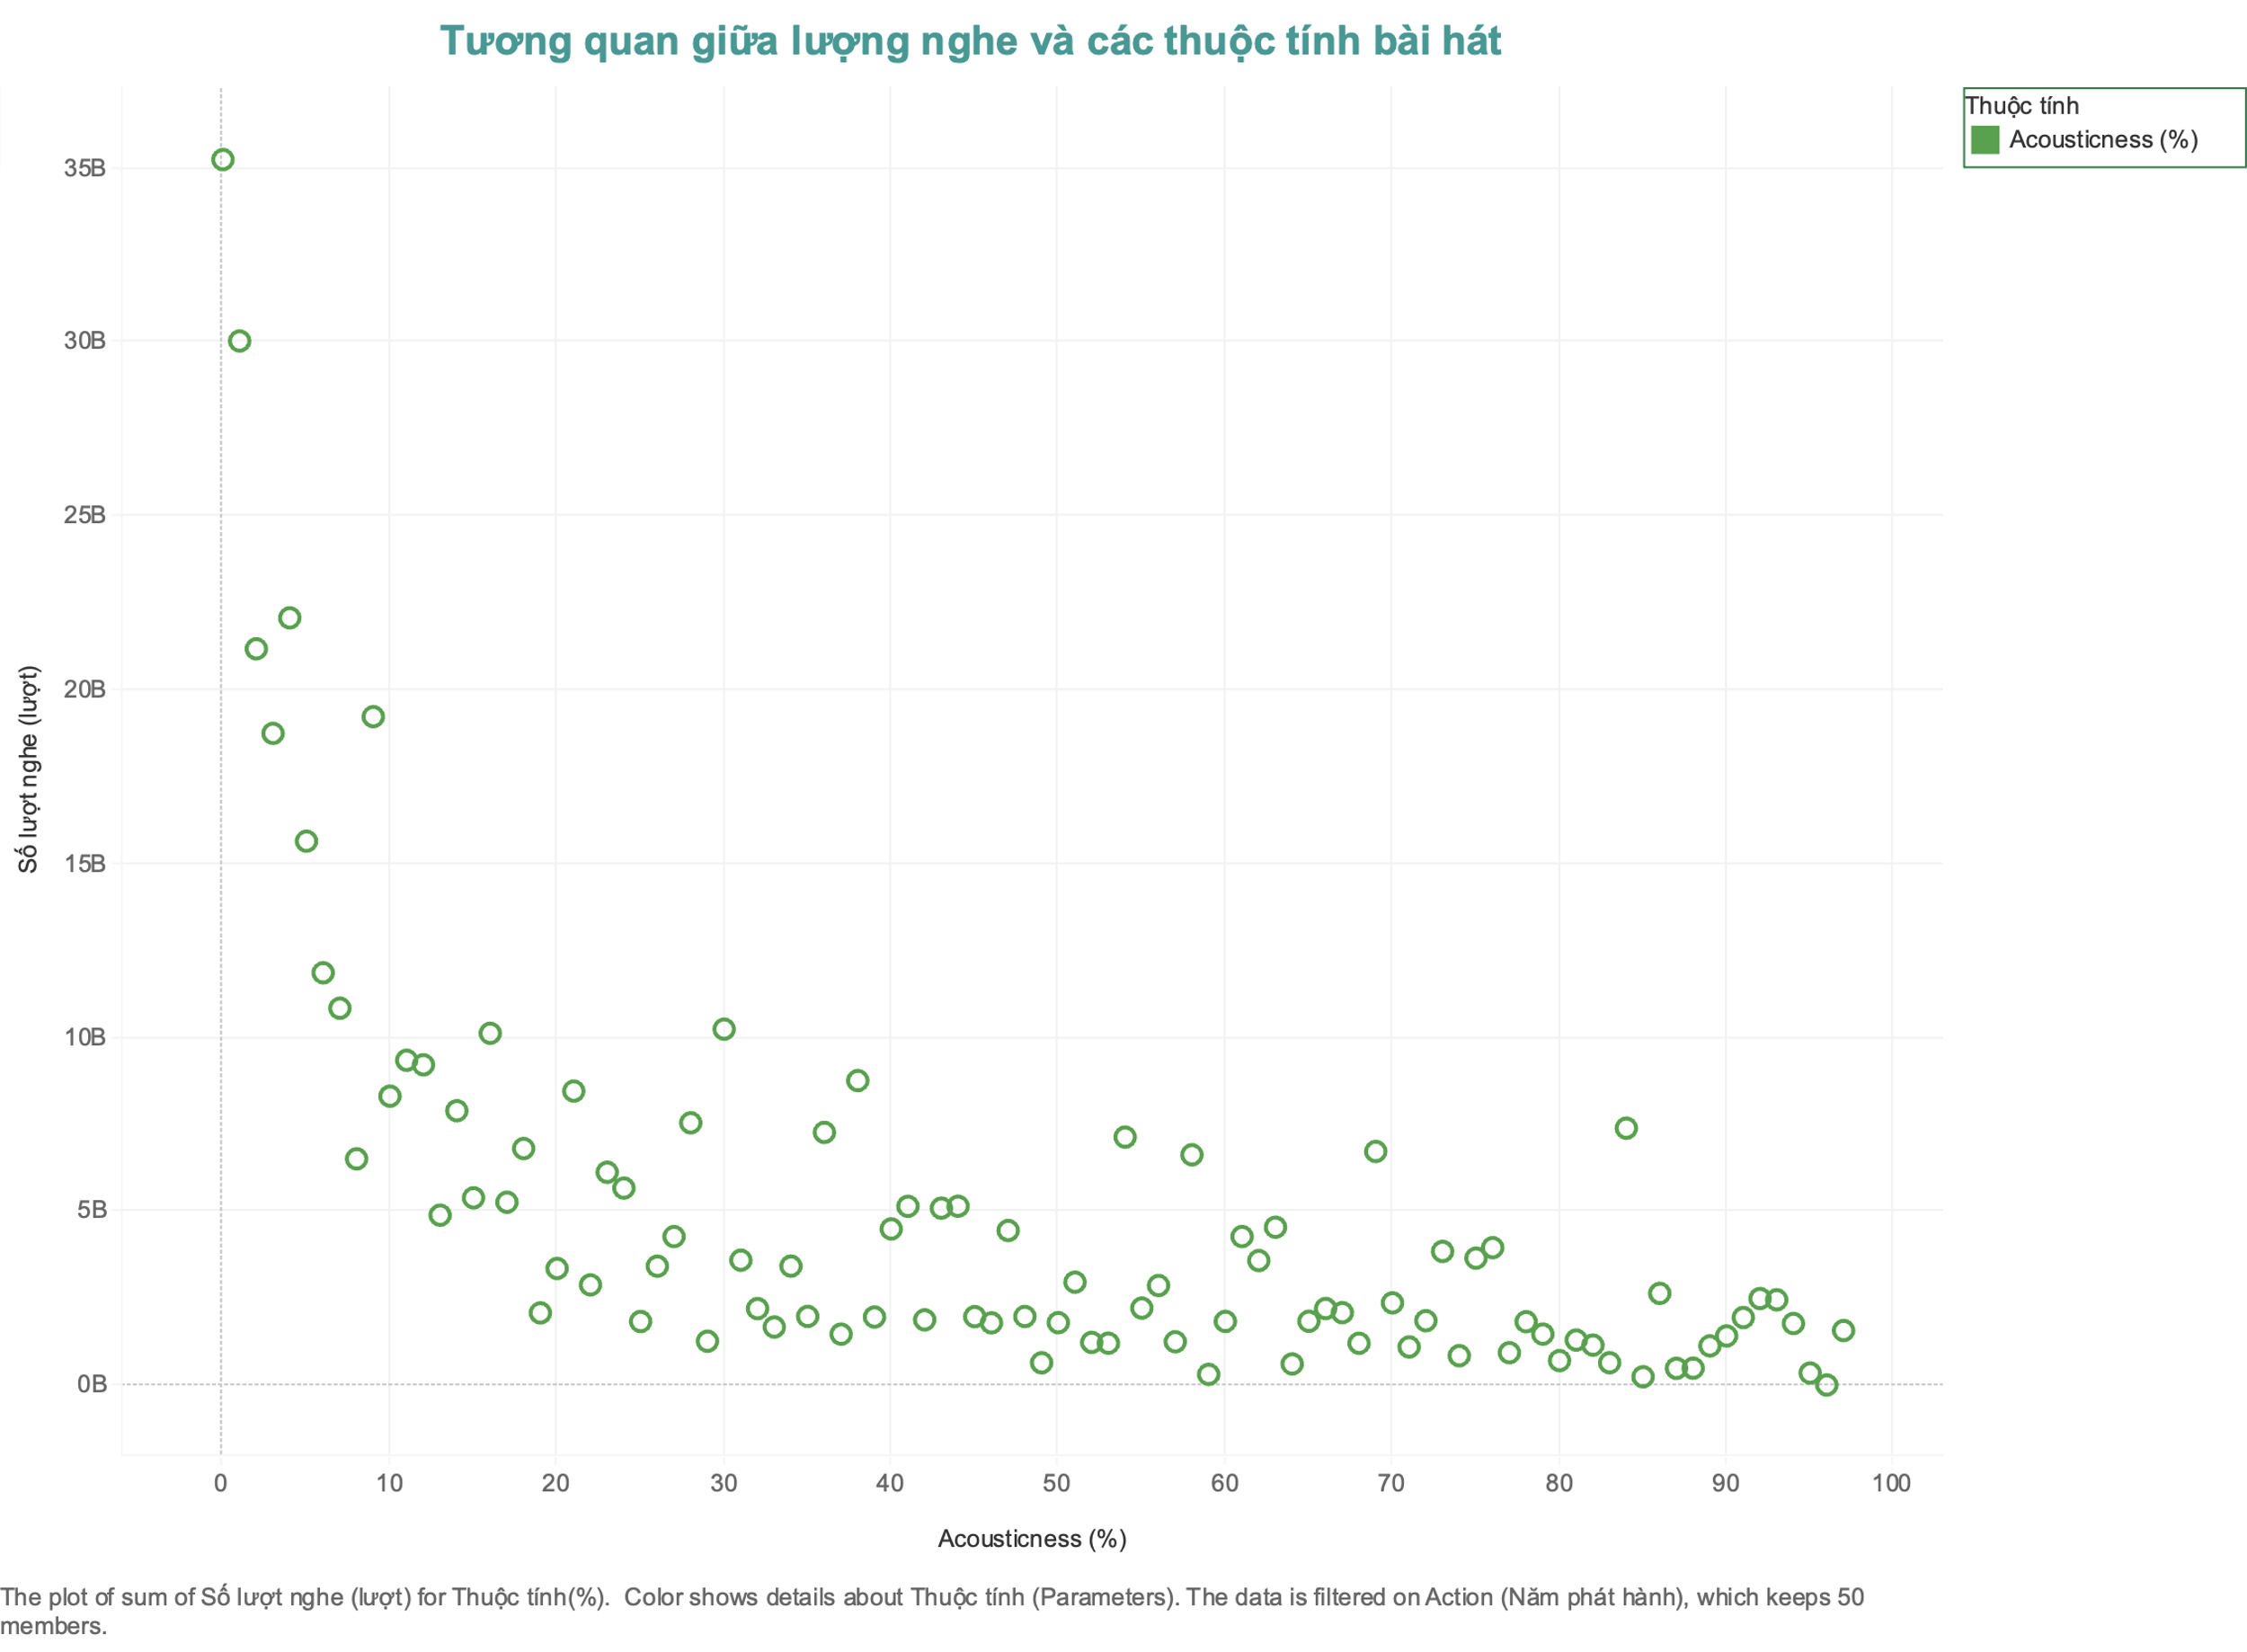 Tương quan giữa lượng nghe và các thuộc tính bài hát
Thuộc tính
Acousticness (%)
Số lượt nghe (lượt)
35B
30B
25B
20B
15B
10B
5B
0B
0 10 20 30 40 50 60 70 80 90 100
Acousticness (%)
The plot of sum of Số lượt nghe (lượt) for Thuộc tính(%).  Color shows details about Thuộc tính (Parameters). The data is filtered on Action (Năm phát hành), which keeps 50
members.